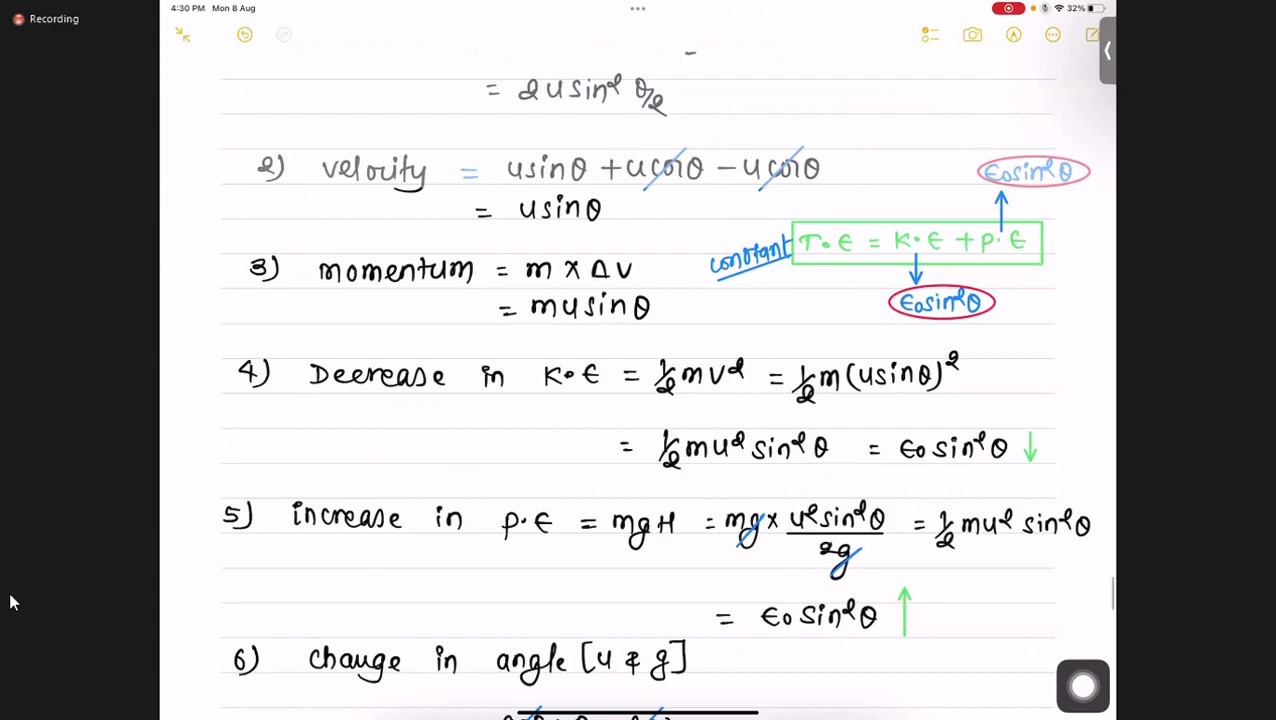 Recording
4:30 PM Mon 8 Aug
32%
= 2 u sin² θ/2
2) velocity = usinθ + ucosθ − ucosθ
= usinθ
E₀sin²θ
constant T.E = K.E + P.E
E₀sin²θ
3) momentum = m × Δv
= musinθ
4) Decrease in K.E = ½mv² = ½m(usinθ)²
= ½mu² sin²θ = E₀ sin²θ ↓
5) increase in P.E = mgH = mg × u²sin²θ/2g = ½mu² sin²θ
= E₀ sin²θ ↑
6) change in angle [u & g]